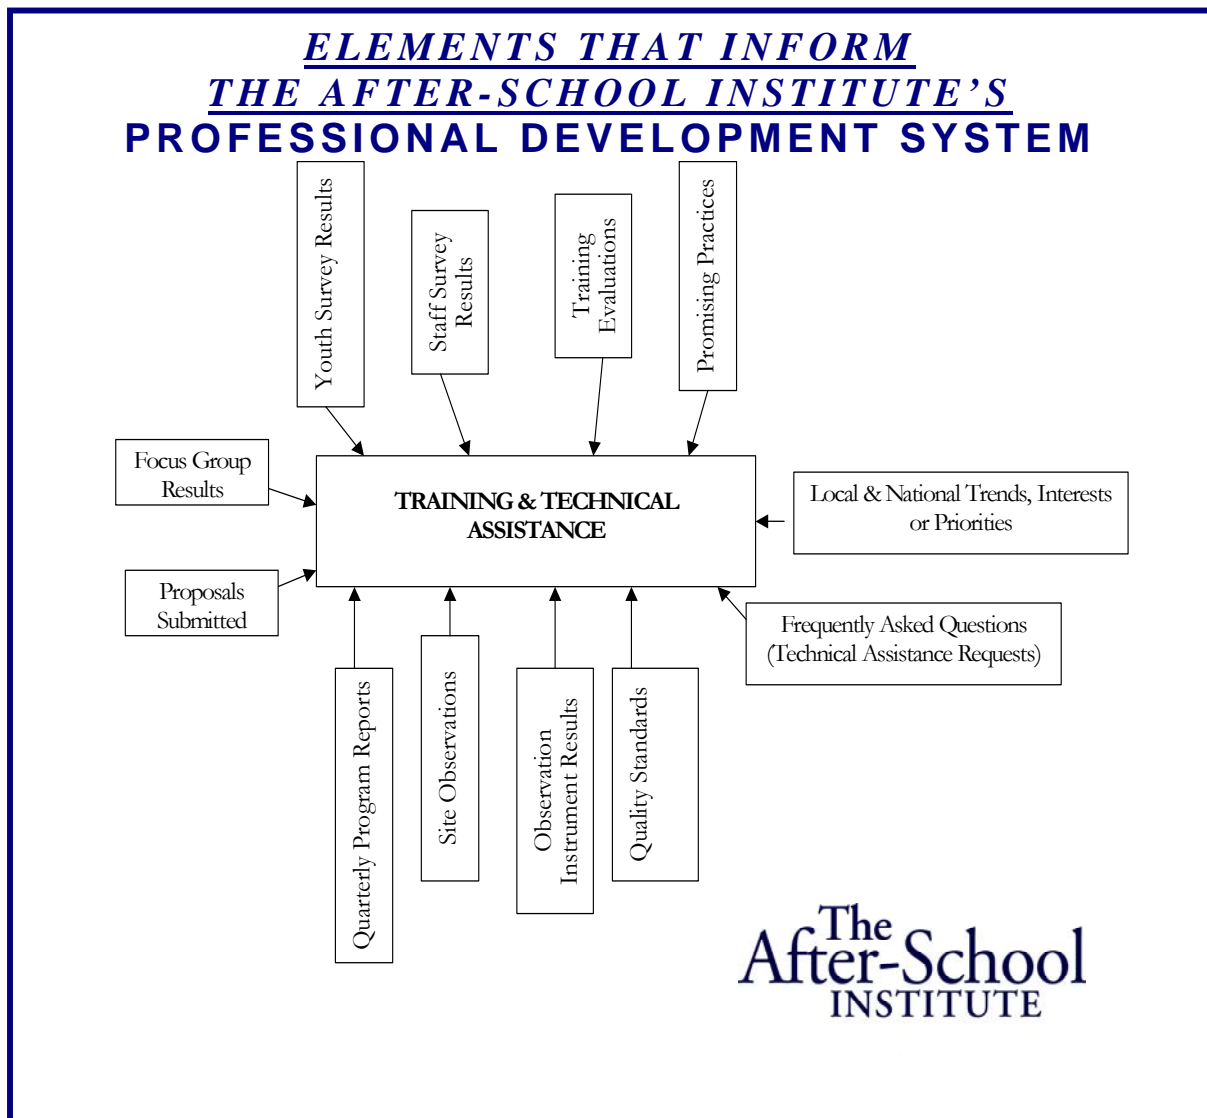 ELEMENTS THAT INFORM
THE AFTER-SCHOOL INSTITUTE’S
PROFESSIONAL DEVELOPMENT SYSTEM
Youth Survey Results
Staff Survey
Results
Training
Evaluations
Promising Practices
Focus Group
Results
TRAINING & TECHNICAL
ASSISTANCE
Local & National Trends, Interests
or Priorities
Proposals
Submitted
Frequently Asked Questions
(Technical Assistance Requests)
Quarterly Program Reports
Site Observations
Observation
Instrument Results
Quality Standards
The
After-School
INSTITUTE